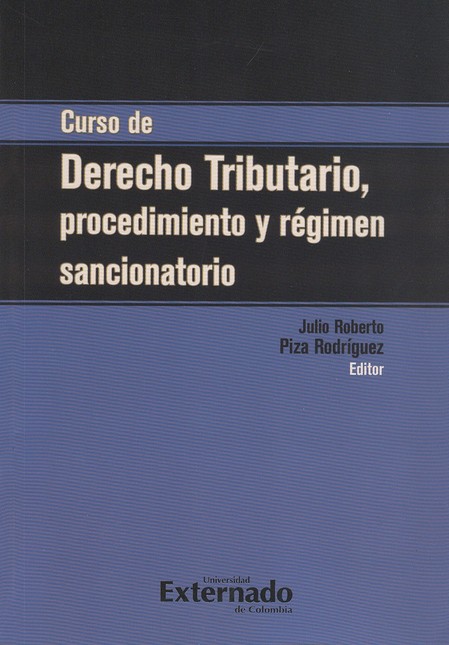 Curso de
Derecho Tributario,
procedimiento y régimen
sancionatorio
Julio Roberto
Piza Rodríguez
Editor
Universidad
Externado
de Colombia